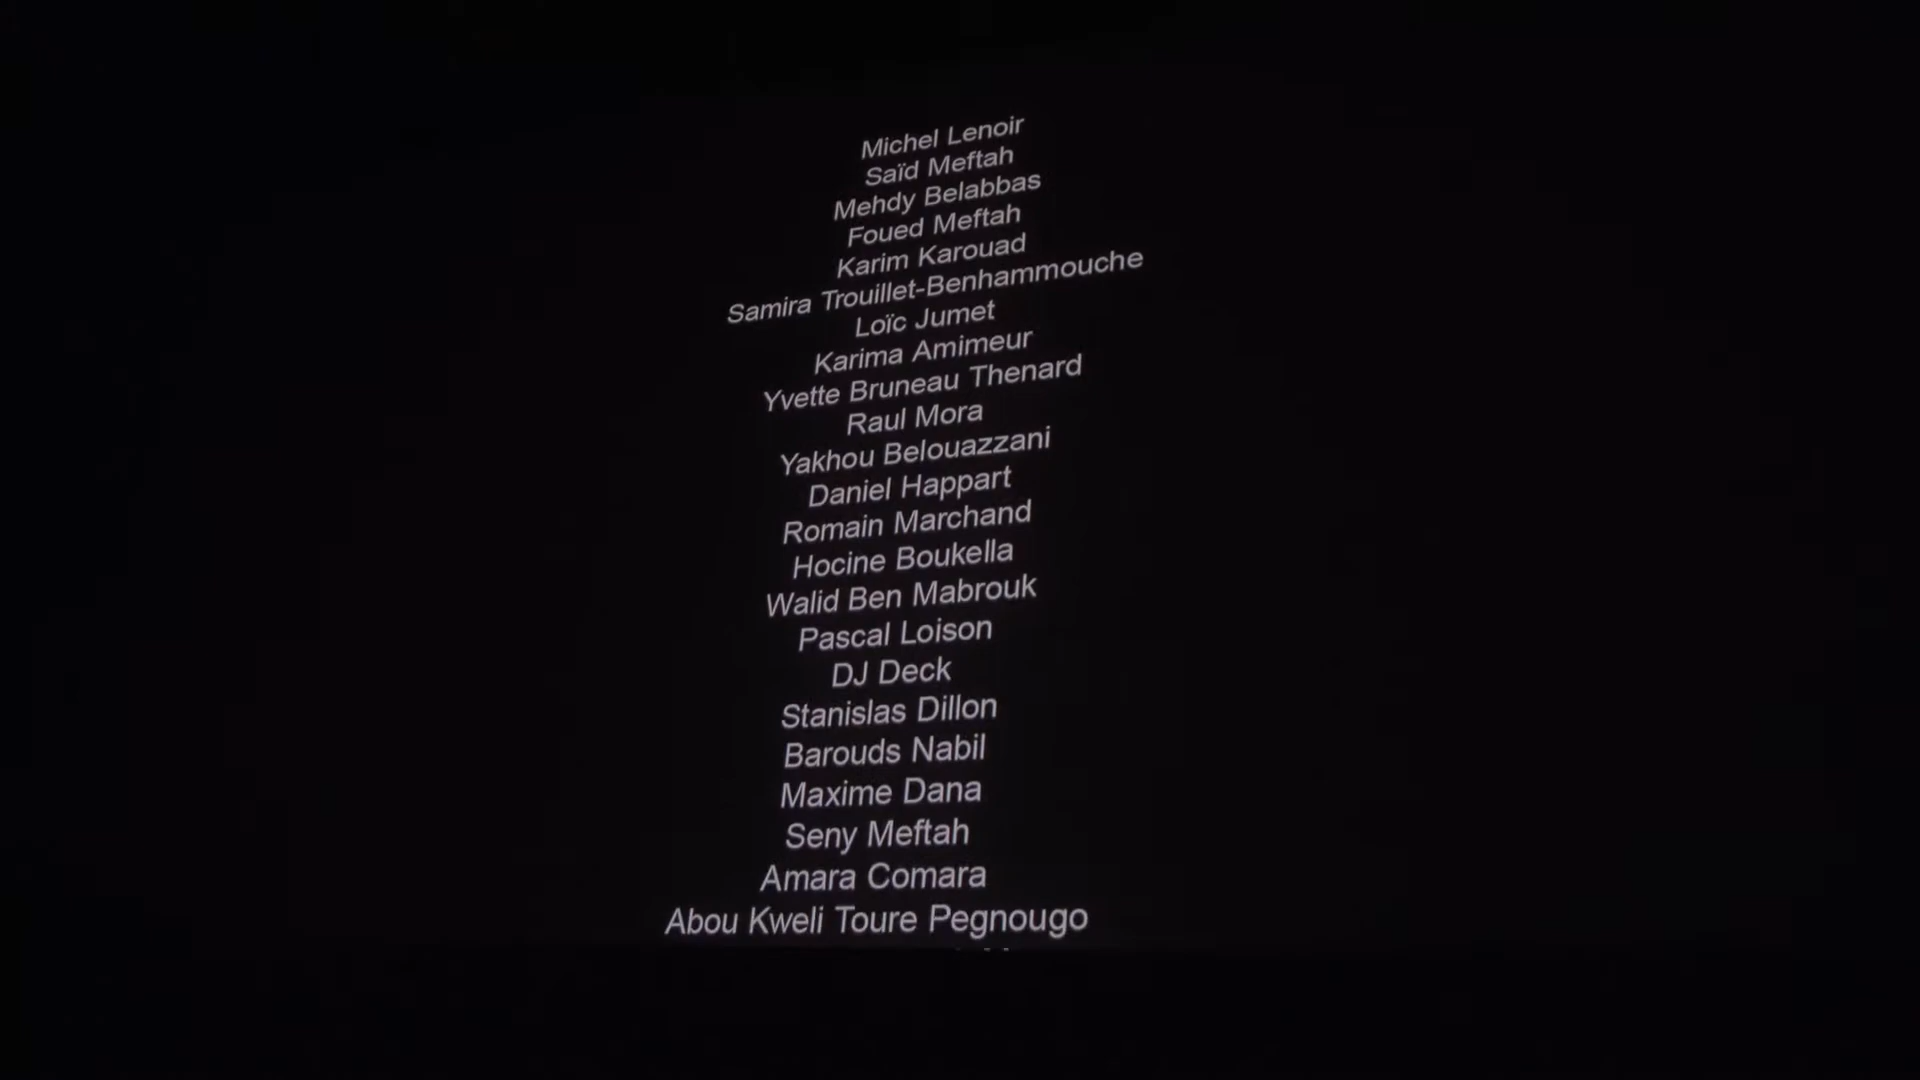 Michel Lenoir
Saïd Meftah
Mehdy Belabbas
Foued Meftah
Karim Karouad
Samira Trouillet-Benhammouche
Loïc Jumet
Karima Amimeur
Yvette Bruneau Thenard
Raul Mora
Yakhou Belouazzani
Daniel Happart
Romain Marchand
Hocine Boukella
Walid Ben Mabrouk
Pascal Loison
DJ Deck
Stanislas Dillon
Barouds Nabil
Maxime Dana
Seny Meftah
Amara Comara
Abou Kweli Toure Pegnougo